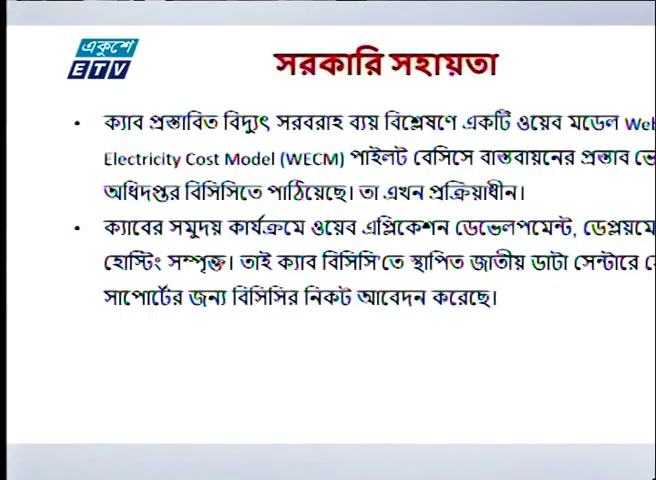 একুশে
ETV
সরকারি সহায়তা
• ক্যাব প্রস্তাবিত বিদ্যুৎ সরবরাহ ব্যয় বিশ্লেষণে একটি ওয়েব মডেল Web
Electricity Cost Model (WECM) পাইলট বেসিসে বাস্তবায়নের প্রস্তাব
অধিদপ্তর বিসিসিতে পাঠিয়েছে। তা এখন প্রক্রিয়াধীন।
• ক্যাবের সমুদয় কার্যক্রমে ওয়েব এপ্লিকেশন ডেভেলপমেন্ট,
হোস্টিং সম্পৃক্ত। তাই ক্যাব বিসিসি'তে স্থাপিত জাতীয় ডাটা সেন্টারে
সাপোর্টের জন্য বিসিসির নিকট আবেদন করেছে।